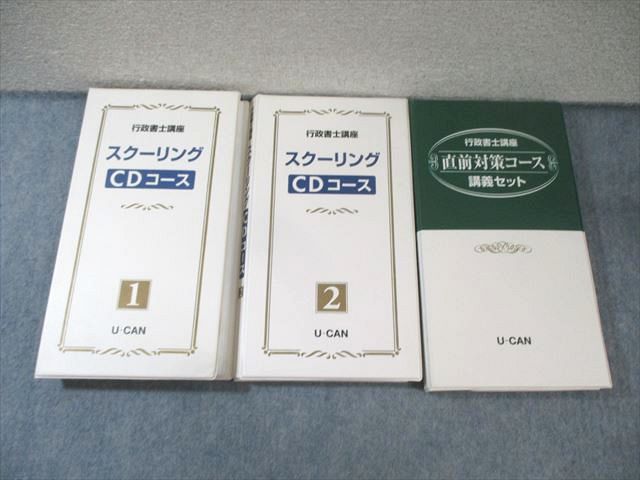 行政書士講座
スクーリング
CDコース
1
U-CAN
行政書士講座
スクーリング
CDコース
2
U-CAN
行政書士講座
直前対策コース
講義セット
U-CAN